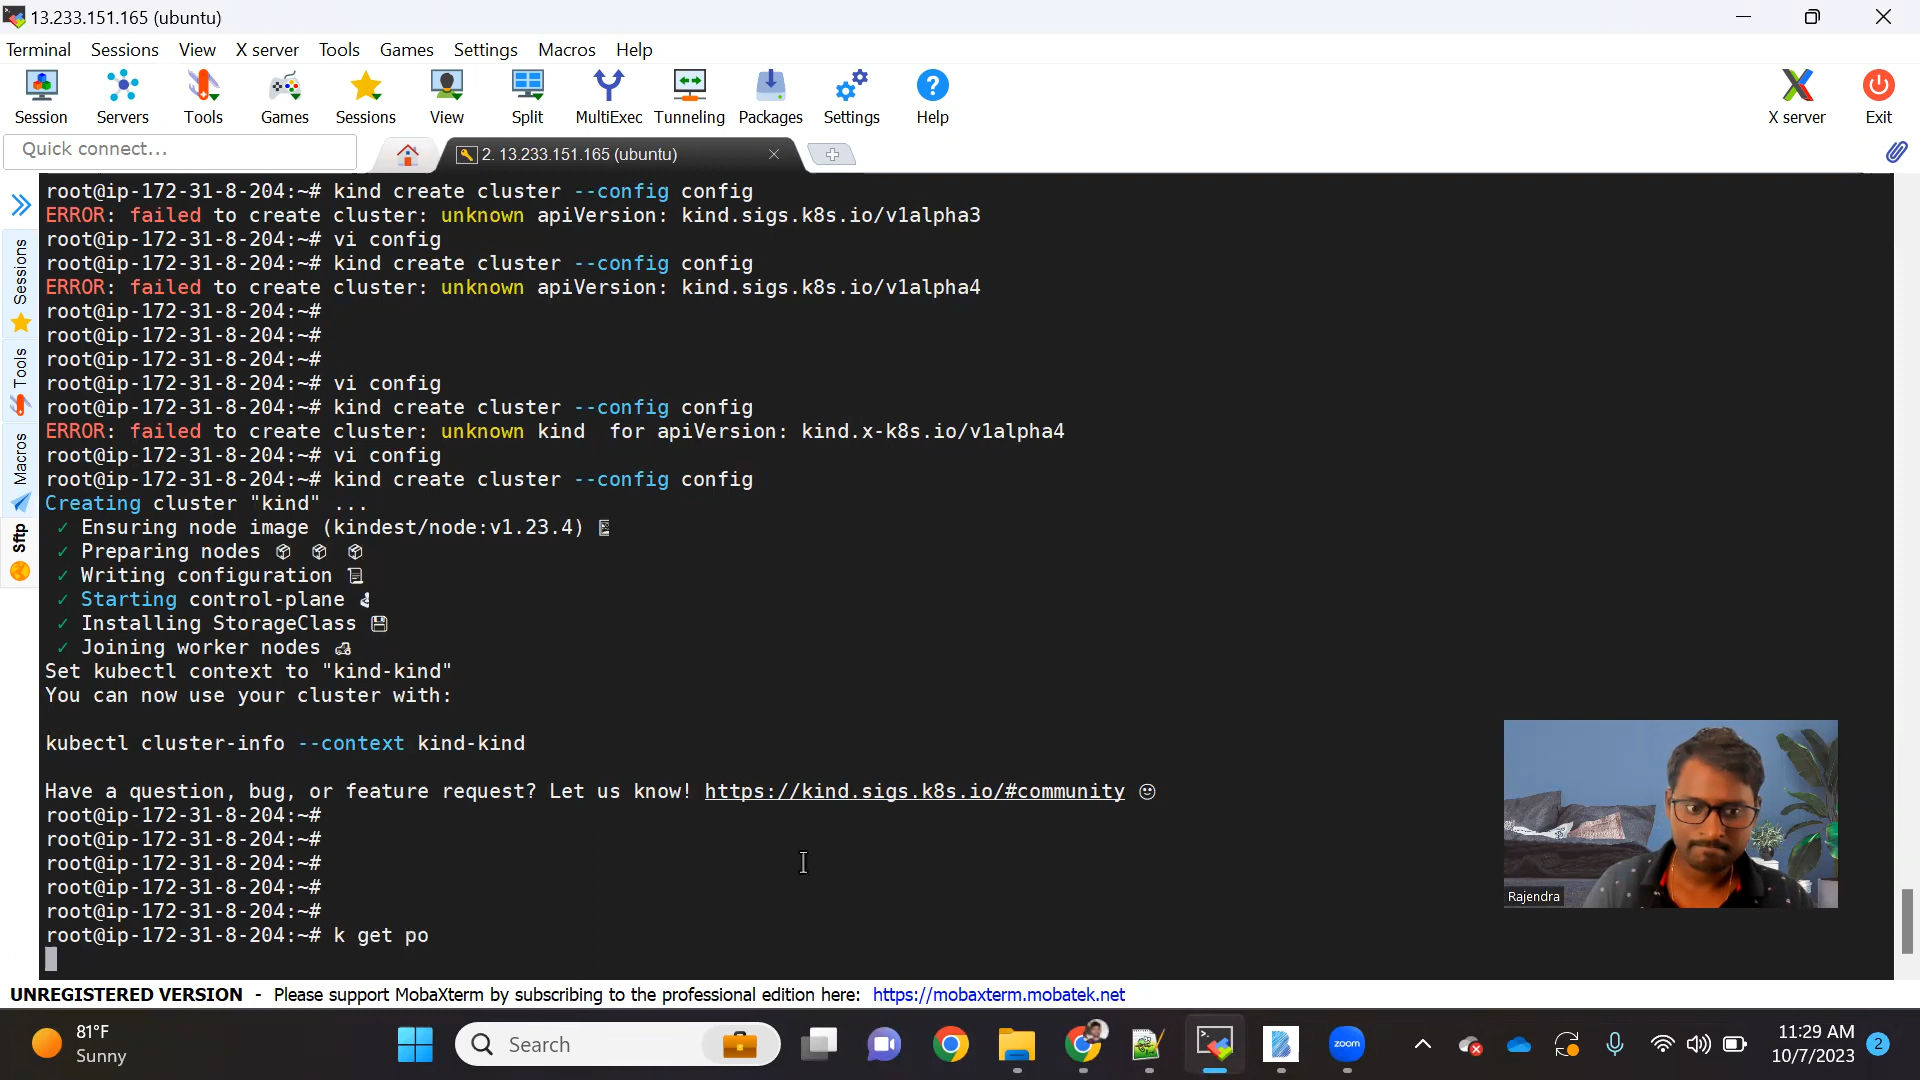 13.233.151.165 (ubuntu)
Terminal Sessions View X server Tools Games Settings Macros Help
Session Servers Tools Games Sessions View Split MultiExec Tunneling Packages Settings Help X server Exit
Quick connect...
2. 13.233.151.165 (ubuntu)
Sessions
Tools
Macros
Sftp
root@ip-172-31-8-204:~# kind create cluster --config config
ERROR: failed to create cluster: unknown apiVersion: kind.sigs.k8s.io/v1alpha3
root@ip-172-31-8-204:~# vi config
root@ip-172-31-8-204:~# kind create cluster --config config
ERROR: failed to create cluster: unknown apiVersion: kind.sigs.k8s.io/v1alpha4
root@ip-172-31-8-204:~#
root@ip-172-31-8-204:~#
root@ip-172-31-8-204:~#
root@ip-172-31-8-204:~# vi config
root@ip-172-31-8-204:~# kind create cluster --config config
ERROR: failed to create cluster: unknown kind  for apiVersion: kind.x-k8s.io/v1alpha4
root@ip-172-31-8-204:~# vi config
root@ip-172-31-8-204:~# kind create cluster --config config
Creating cluster "kind" ...
✓ Ensuring node image (kindest/node:v1.23.4) 🖼
✓ Preparing nodes 📦 📦 📦
✓ Writing configuration 📜
✓ Starting control-plane 🕹
✓ Installing StorageClass 💾
✓ Joining worker nodes 🚜
Set kubectl context to "kind-kind"
You can now use your cluster with:
kubectl cluster-info --context kind-kind
Have a question, bug, or feature request? Let us know! https://kind.sigs.k8s.io/#community 🙂
root@ip-172-31-8-204:~#
root@ip-172-31-8-204:~#
root@ip-172-31-8-204:~#
root@ip-172-31-8-204:~#
root@ip-172-31-8-204:~#
root@ip-172-31-8-204:~# k get po
Rajendra
UNREGISTERED VERSION - Please support MobaXterm by subscribing to the professional edition here: https://mobaxterm.mobatek.net
81°F
Sunny
Search
zoom
11:29 AM
10/7/2023
2